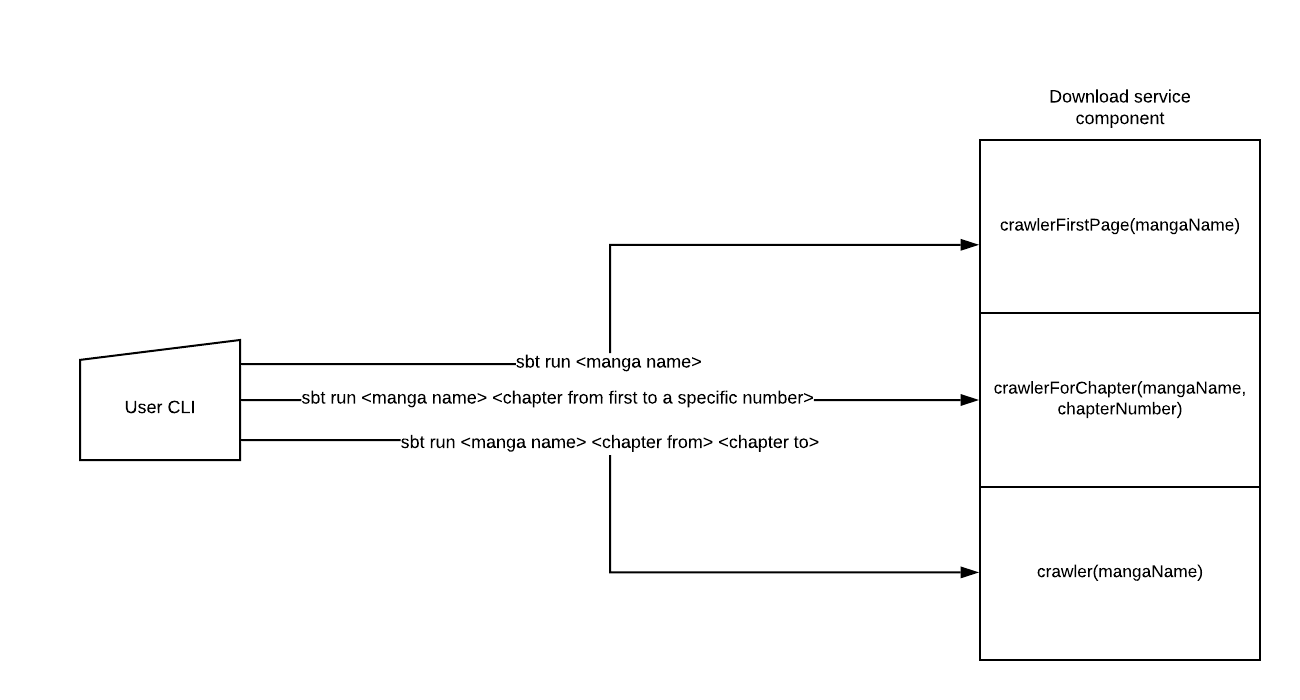 Download service
component
crawlerFirstPage(mangaName)
sbt run <manga name>
crawlerForChapter(mangaName,
chapterNumber)
sbt run <manga name> <chapter from first to a specific number>
User CLI
sbt run <manga name> <chapter from> <chapter to>
crawler(mangaName)